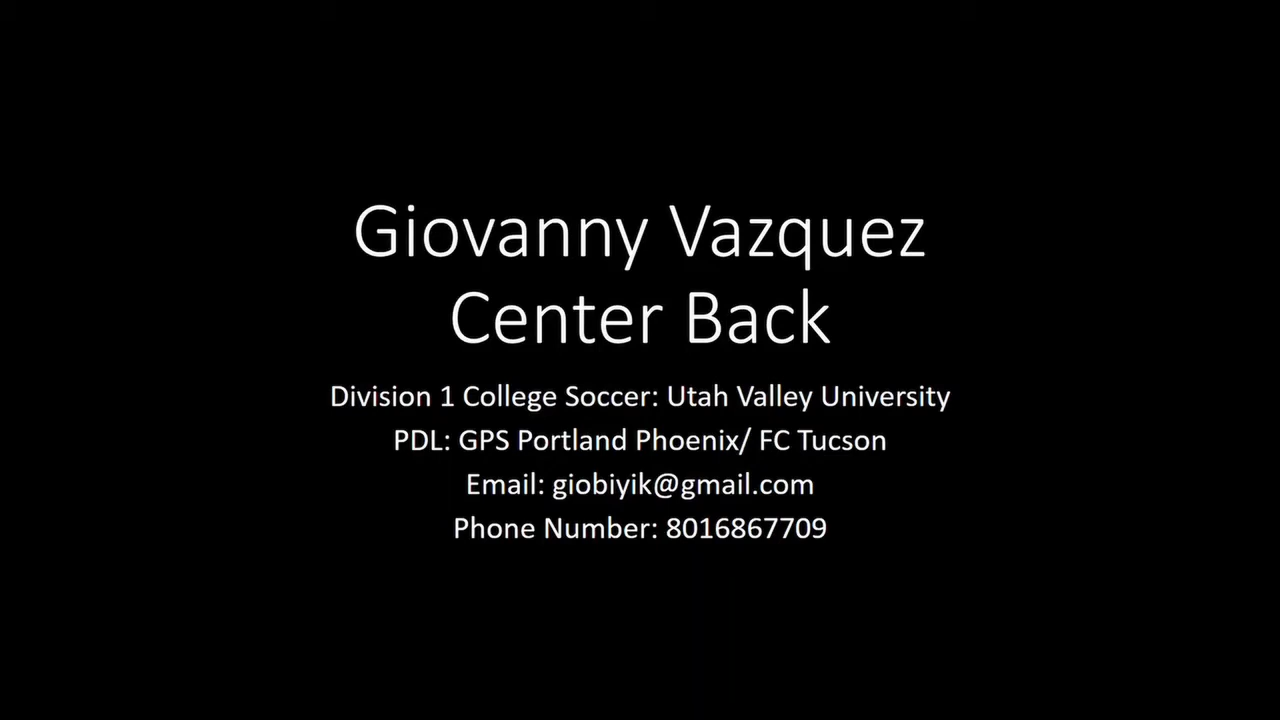 Giovanny Vazquez
Center Back
Division 1 College Soccer: Utah Valley University
PDL: GPS Portland Phoenix/ FC Tucson
Email: giobiyik@gmail.com
Phone Number: 8016867709